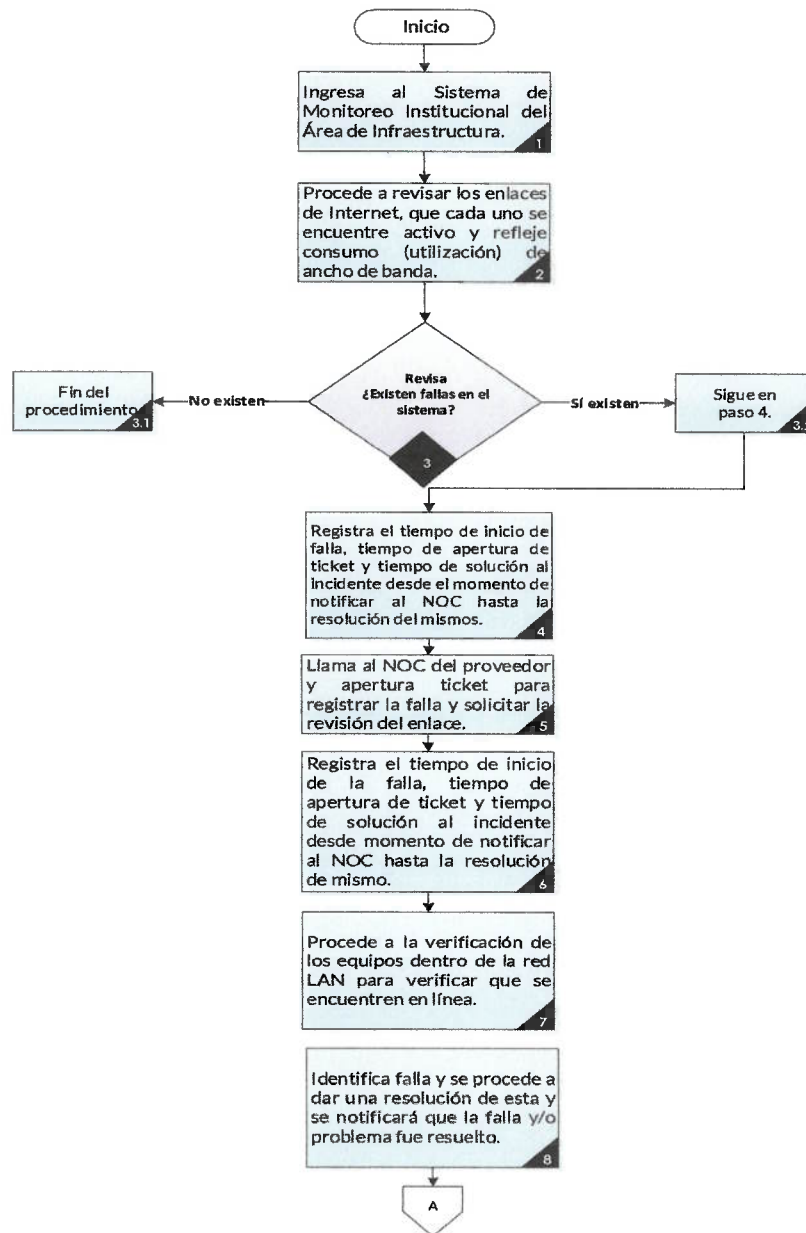 Inicio
Ingresa al Sistema de
Monitoreo Institucional del
Área de Infraestructura.
1
Procede a revisar los enlaces
de Internet, que cada uno se
encuentre activo y refleje
consumo (utilización) de
ancho de banda.
2
Revisa
¿Existen fallas en el
sistema?
3
No existen
Fin del
procedimiento
3.1
Sí existen
Sigue en
paso 4.
3.
Registra el tiempo de inicio de
falla, tiempo de apertura de
ticket y tiempo de solución al
incidente desde el momento de
notificar al NOC hasta la
resolución del mismos.
4
Llama al NOC del proveedor
y apertura ticket para
registrar la falla y solicitar la
revisión del enlace.
5
Registra el tiempo de inicio
de la falla, tiempo de
apertura de ticket y tiempo
de solución al incidente
desde momento de notificar
al NOC hasta la resolución
de mismo.
6
Procede a la verificación de
los equipos dentro de la red
LAN para verificar que se
encuentren en línea.
7
Identifica falla y se procede a
dar una resolución de esta y
se notificará que la falla y/o
problema fue resuelto.
8
A